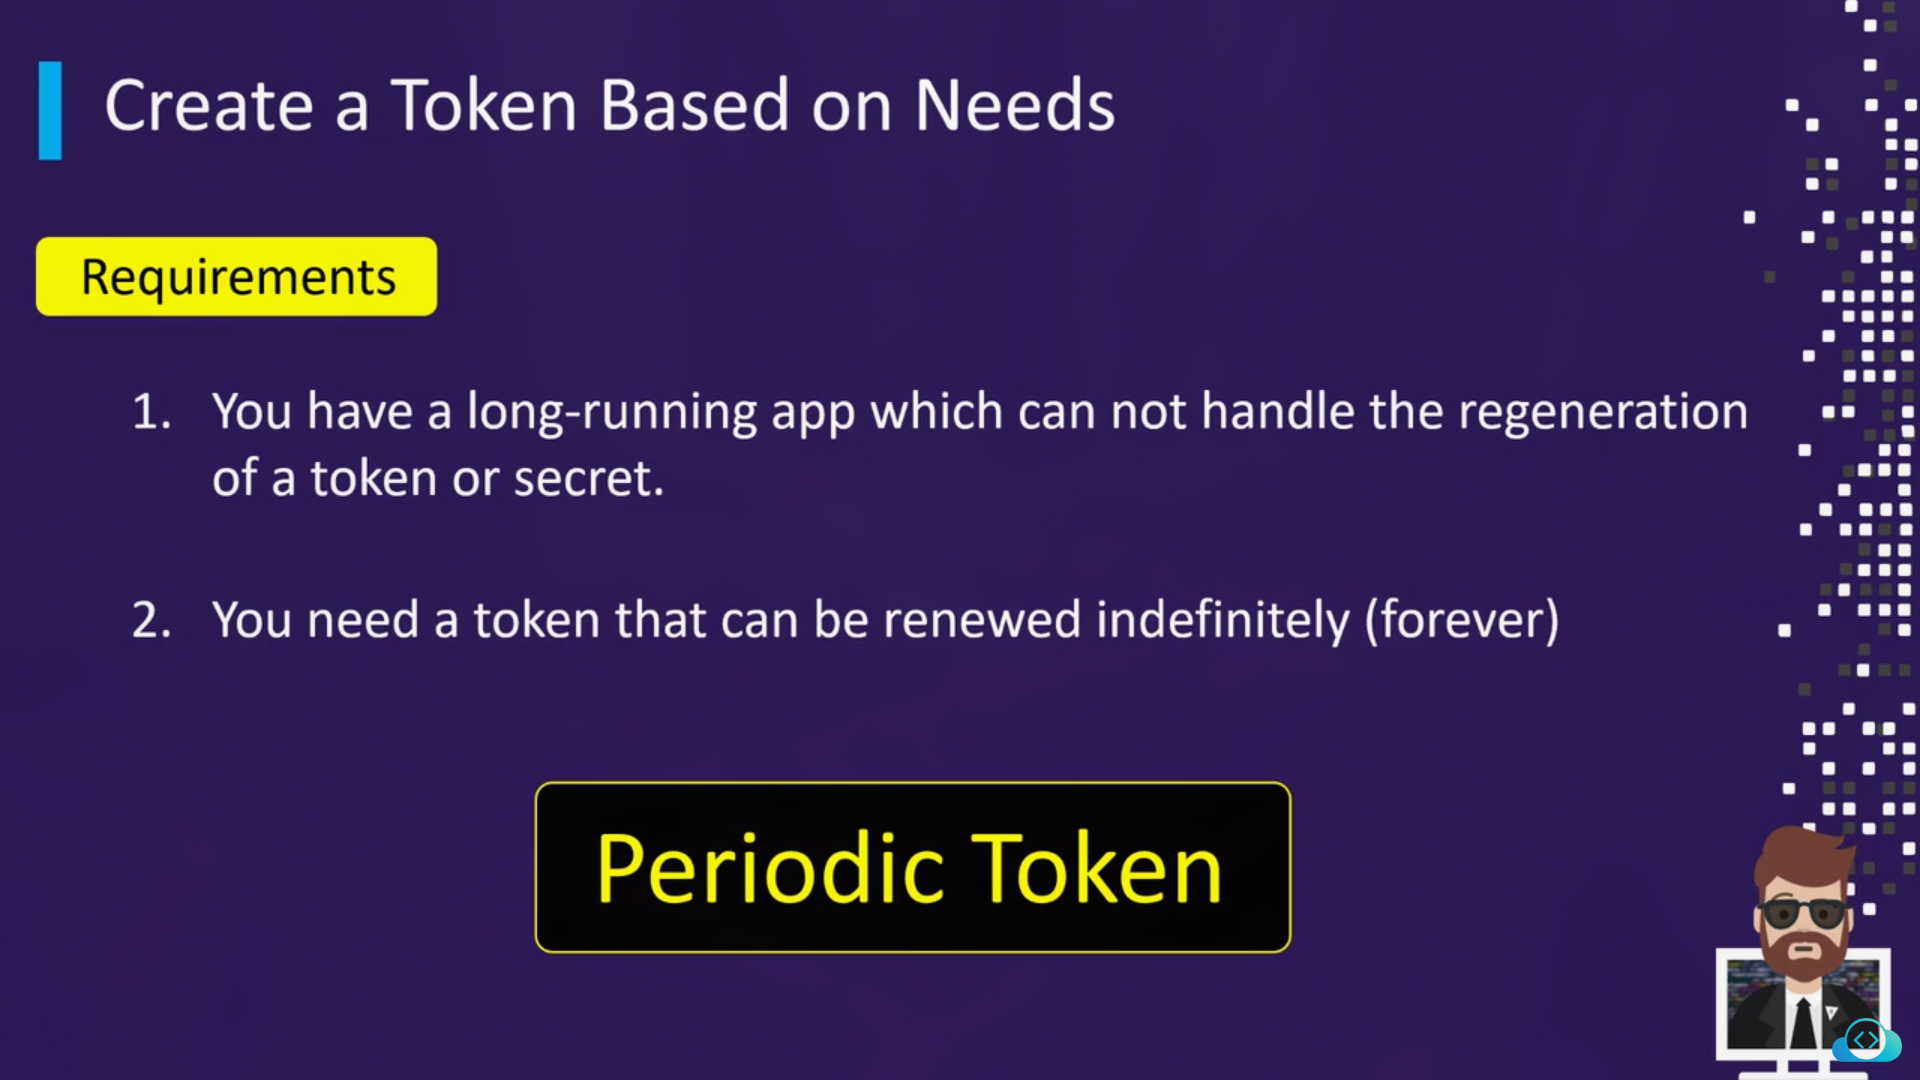 Create a Token Based on Needs
Requirements
1. You have a long-running app which can not handle the regeneration
of a token or secret.
2. You need a token that can be renewed indefinitely (forever)
Periodic Token